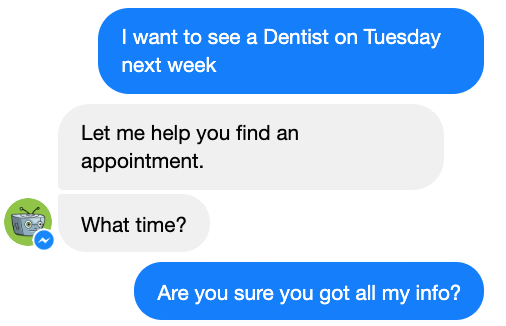 I want to see a Dentist on Tuesday
next week
Let me help you find an
appointment.
What time?
Are you sure you got all my info?